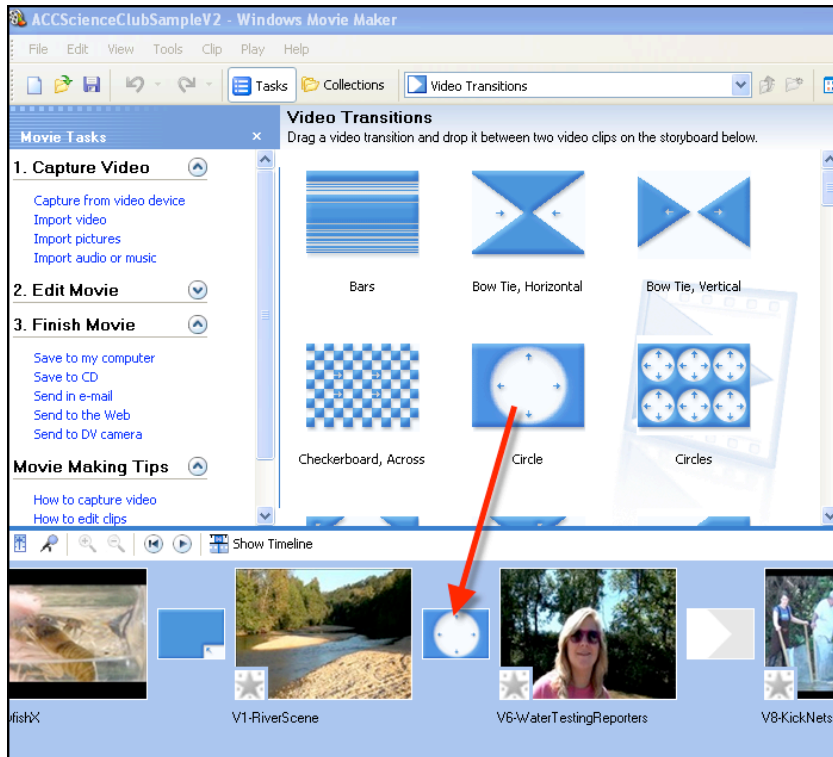 ACCScienceClubSampleV2 - Windows Movie Maker
File Edit View Tools Clip Play Help
Tasks Collections Video Transitions
Movie Tasks
Video Transitions
Drag a video transition and drop it between two video clips on the storyboard below.
1. Capture Video
Capture from video device
Import video
Import pictures
Import audio or music
2. Edit Movie
3. Finish Movie
Save to my computer
Save to CD
Send in e-mail
Send to the Web
Send to DV camera
Movie Making Tips
How to capture video
How to edit clips
Bars Bow Tie, Horizontal Bow Tie, Vertical
Checkerboard, Across Circle Circles
Show Timeline
yfishX V1-RiverScene V6-WaterTestingReporters V8-KickNets